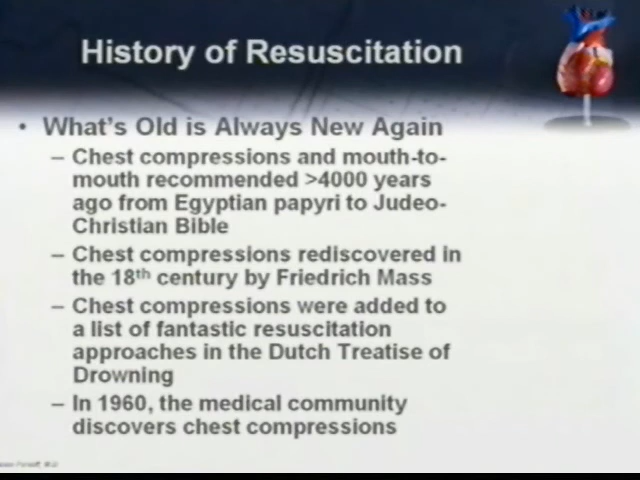 History of Resuscitation
• What's Old is Always New Again
– Chest compressions and mouth-to-
mouth recommended >4000 years
ago from Egyptian papyri to Judeo-
Christian Bible
– Chest compressions rediscovered in
the 18th century by Friedrich Mass
– Chest compressions were added to
a list of fantastic resuscitation
approaches in the Dutch Treatise of
Drowning
– In 1960, the medical community
discovers chest compressions